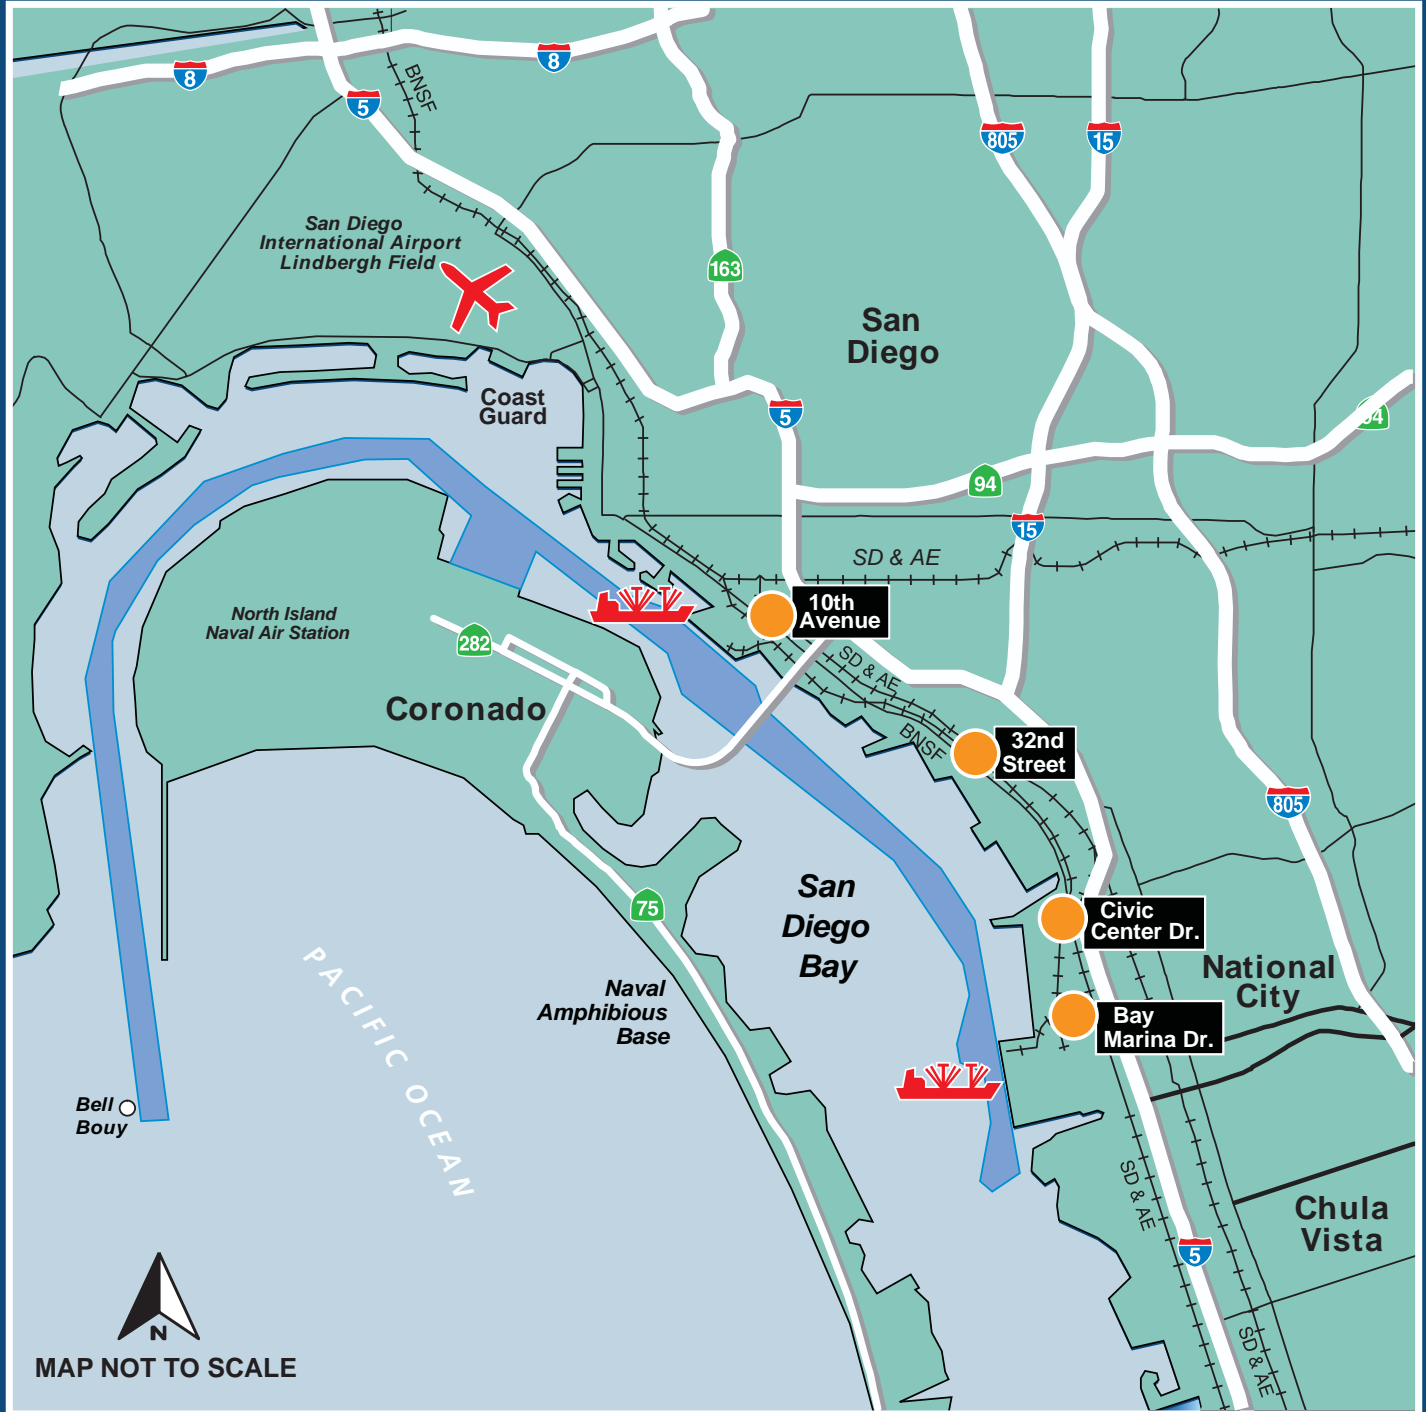 8
8
5
BNSF
805
15
San Diego
International Airport
Lindbergh Field
163
San
Diego
Coast
Guard
5
94
94
15
SD & AE
10th
Avenue
North Island
Naval Air Station
282
SD & AE
Coronado
BNSF
32nd
Street
805
75
San
Diego
Bay
Civic
Center Dr.
National
City
PACIFIC OCEAN
Naval
Amphibious
Base
Bay
Marina Dr.
Bell
Bouy
SD & AE
Chula
Vista
5
N
SD & AE
MAP NOT TO SCALE